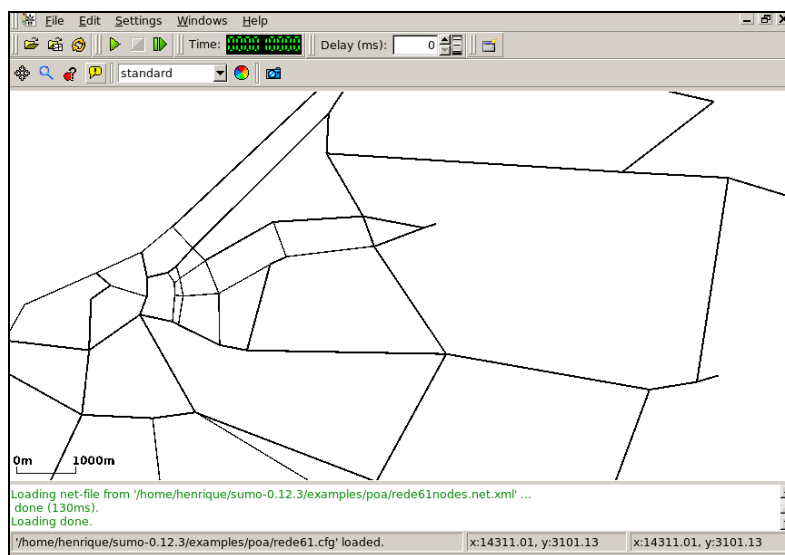 File Edit Settings Windows Help
Time: Delay (ms): 0
standard
0m 1000m
Loading net-file from '/home/henrique/sumo-0.12.3/examples/poa/rede61nodes.net.xml' ...
done (130ms).
Loading done.
'/home/henrique/sumo-0.12.3/examples/poa/rede61.cfg' loaded. x:14311.01, y:3101.13 x:14311.01, y:3101.13